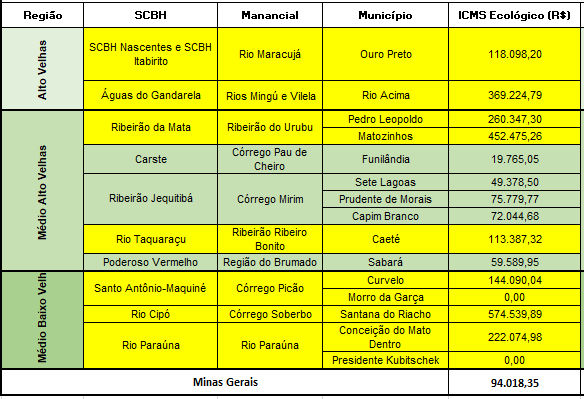 Região SCBH Manancial Município ICMS Ecológico (R$)
Alto Velhas
SCBH Nascentes e SCBH
Itabirito
Rio Maracujá Ouro Preto 118.098,20
Águas do Gandarela Rios Mingú e Vilela Rio Acima 369.224,79
Médio Alto Velhas
Ribeirão da Mata Ribeirão do Urubu
Pedro Leopoldo 260.347,30
Matozinhos 452.475,26
Carste
Córrego Pau de
Cheiro
Funilândia 19.765,05
Ribeirão Jequitibá Córrego Mirim
Sete Lagoas 49.378,50
Prudente de Morais 75.779,77
Capim Branco 72.044,68
Rio Taquaraçu
Ribeirão Ribeiro
Bonito
Caeté 113.387,32
Poderoso Vermelho Região do Brumado Sabará 59.589,95
Médio Baixo Velh
Santo Antônio-Maquiné Córrego Picão
Curvelo 144.090,04
Morro da Garça 0,00
Rio Cipó Córrego Soberbo Santana do Riacho 574.539,89
Rio Paraúna Rio Paraúna
Conceição do Mato
Dentro
222.074,98
Presidente Kubitschek 0,00
Minas Gerais 94.018,35